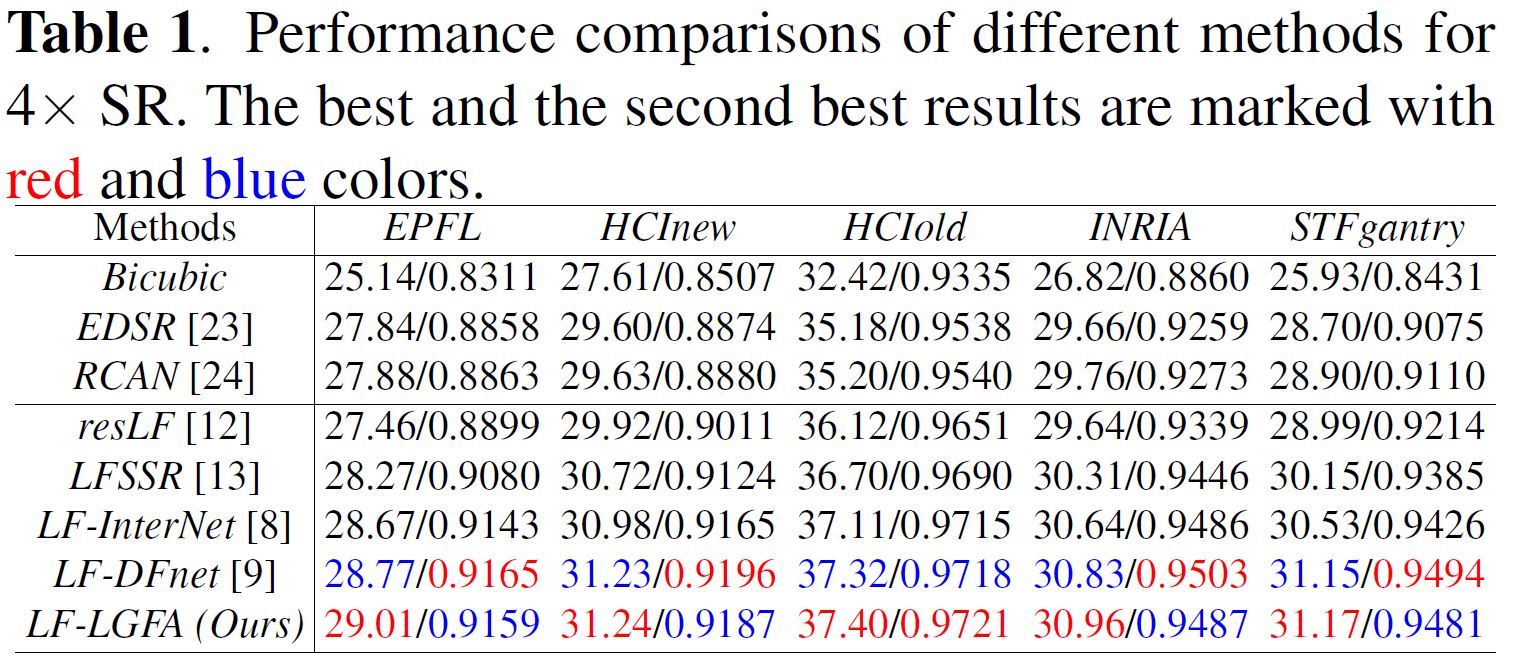 Table 1. Performance comparisons of different methods for
4× SR. The best and the second best results are marked with
red and blue colors.
Methods EPFL HCInew HCIold INRIA STFgantry
Bicubic 25.14/0.8311 27.61/0.8507 32.42/0.9335 26.82/0.8860 25.93/0.8431
EDSR [23] 27.84/0.8858 29.60/0.8874 35.18/0.9538 29.66/0.9259 28.70/0.9075
RCAN [24] 27.88/0.8863 29.63/0.8880 35.20/0.9540 29.76/0.9273 28.90/0.9110
resLF [12] 27.46/0.8899 29.92/0.9011 36.12/0.9651 29.64/0.9339 28.99/0.9214
LFSSR [13] 28.27/0.9080 30.72/0.9124 36.70/0.9690 30.31/0.9446 30.15/0.9385
LF-InterNet [8] 28.67/0.9143 30.98/0.9165 37.11/0.9715 30.64/0.9486 30.53/0.9426
LF-DFnet [9] 28.77/0.9165 31.23/0.9196 37.32/0.9718 30.83/0.9503 31.15/0.9494
LF-LGFA (Ours) 29.01/0.9159 31.24/0.9187 37.40/0.9721 30.96/0.9487 31.17/0.9481